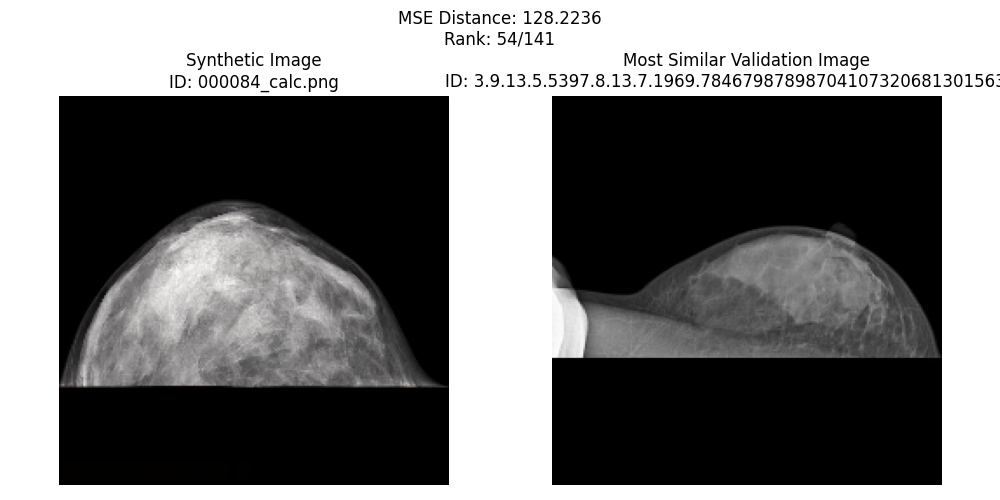 MSE Distance: 128.2236
Rank: 54/141
Synthetic Image
ID: 000084_calc.png
Most Similar Validation Image
ID: 3.9.13.5.5397.8.13.7.1969.78467987898704107320681301563